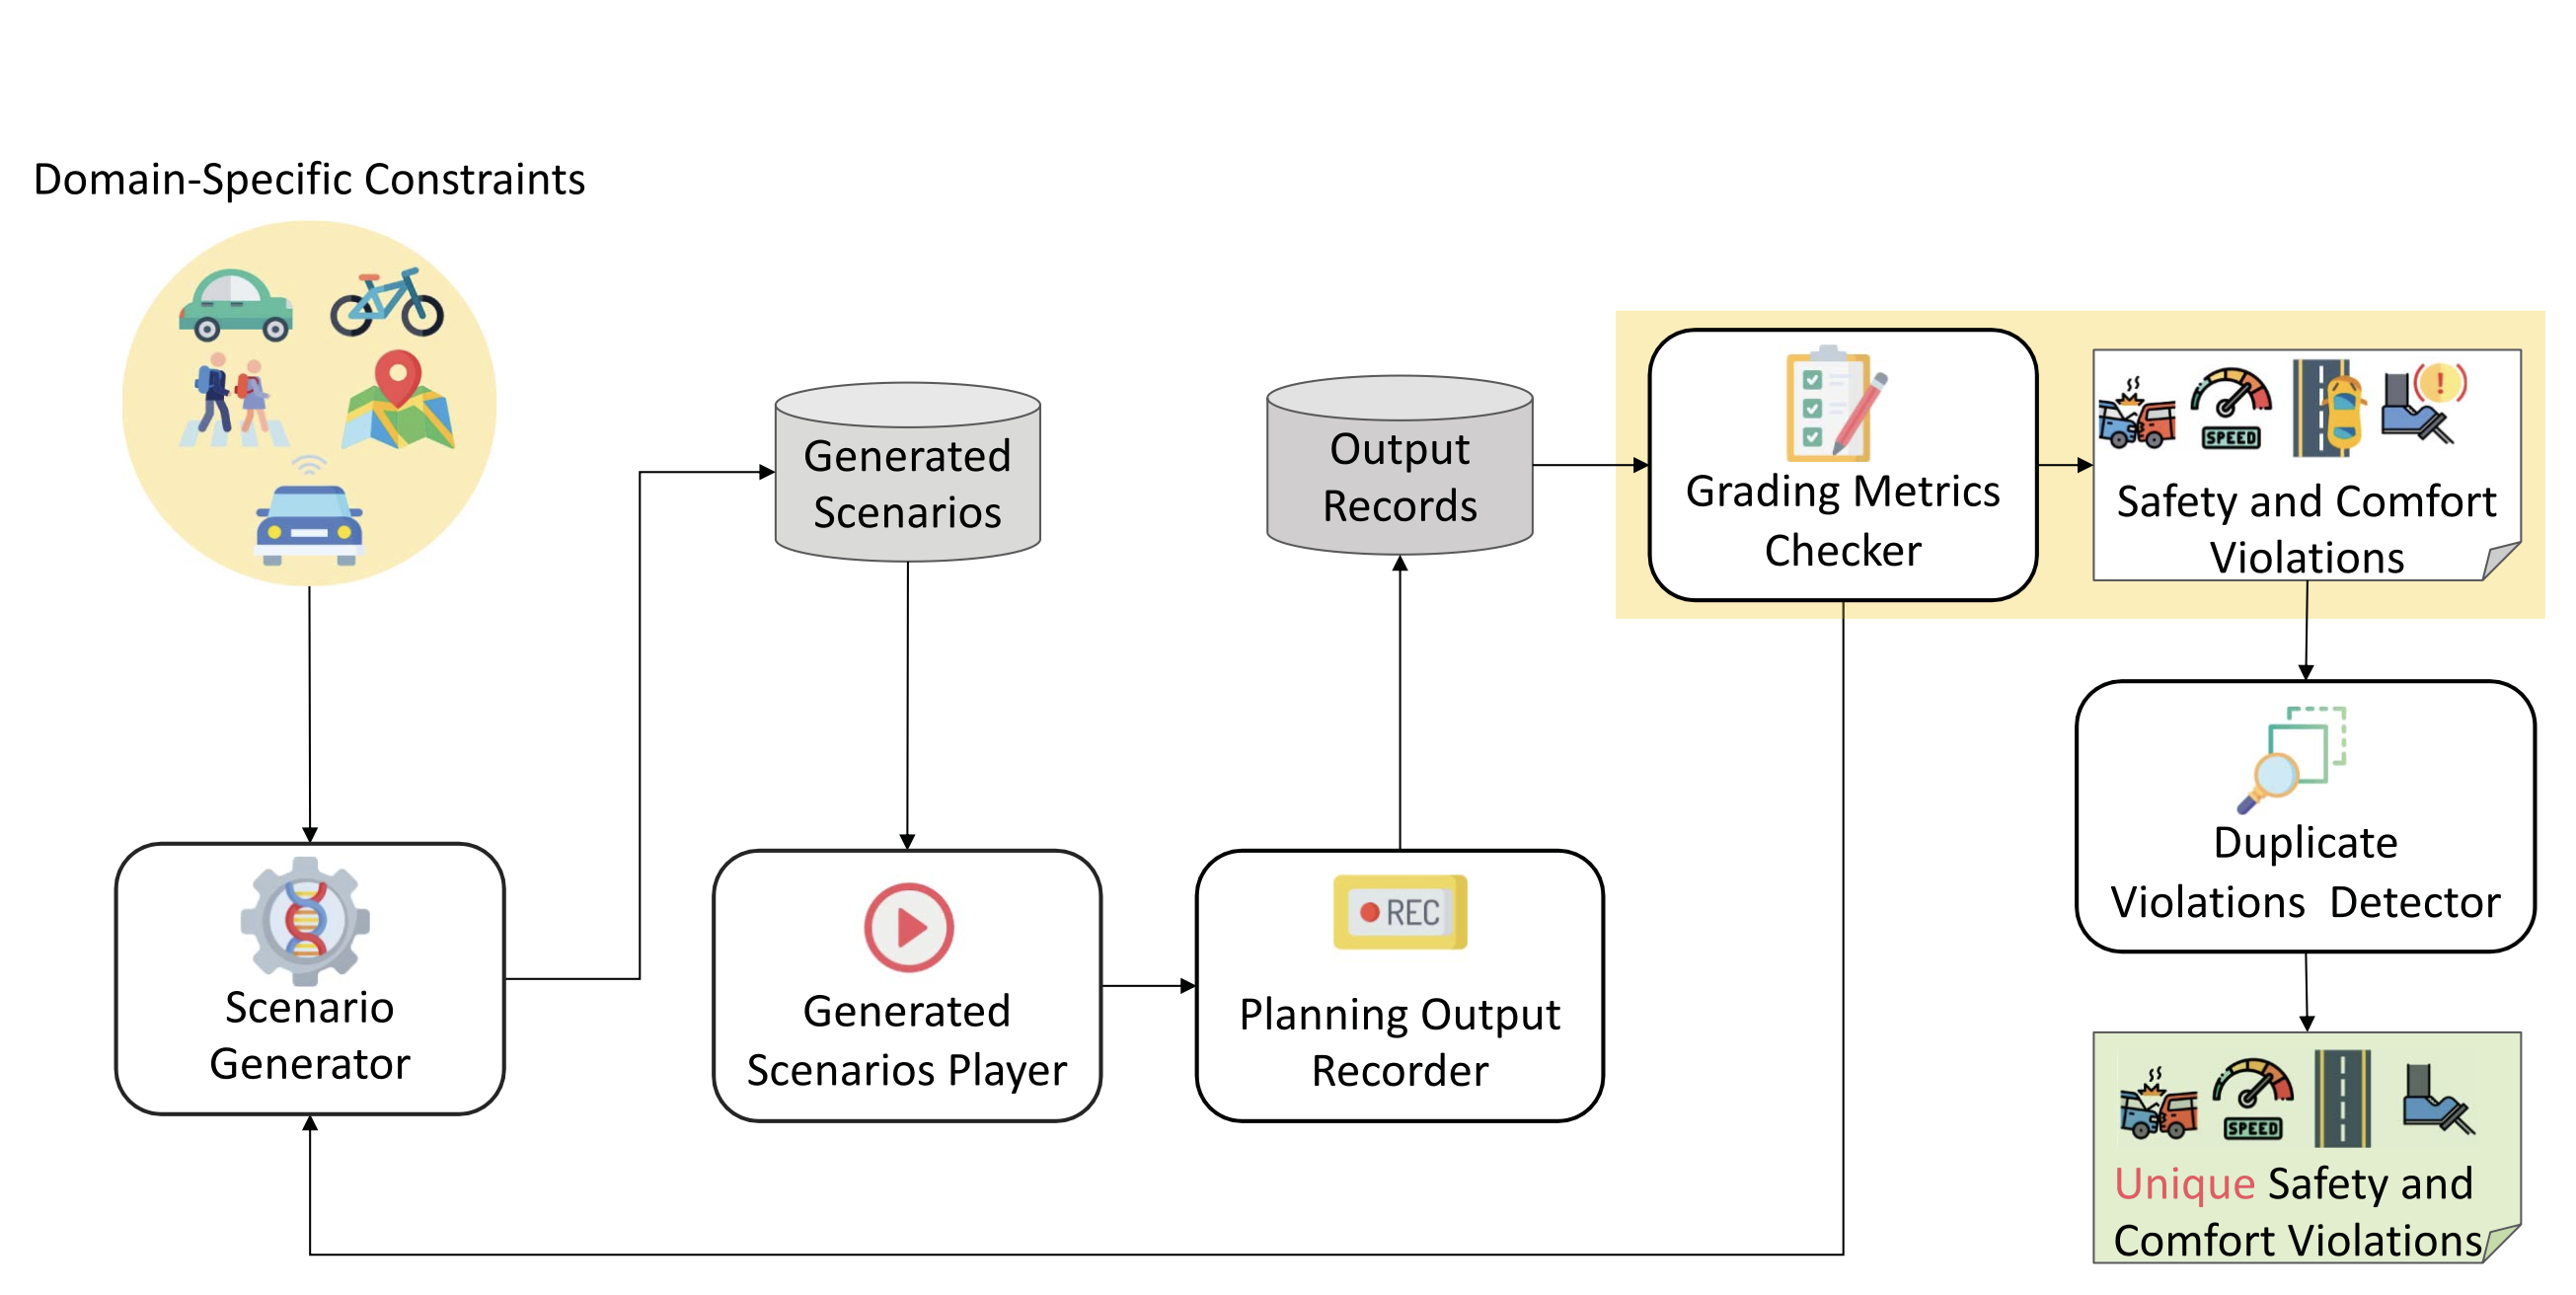 Domain-Specific Constraints
Generated
Scenarios
Output
Records
Grading Metrics
Checker
SPEED
Safety and Comfort
Violations
Scenario
Generator
Generated
Scenarios Player
REC
Planning Output
Recorder
Duplicate
Violations Detector
SPEED
Unique Safety and
Comfort Violations